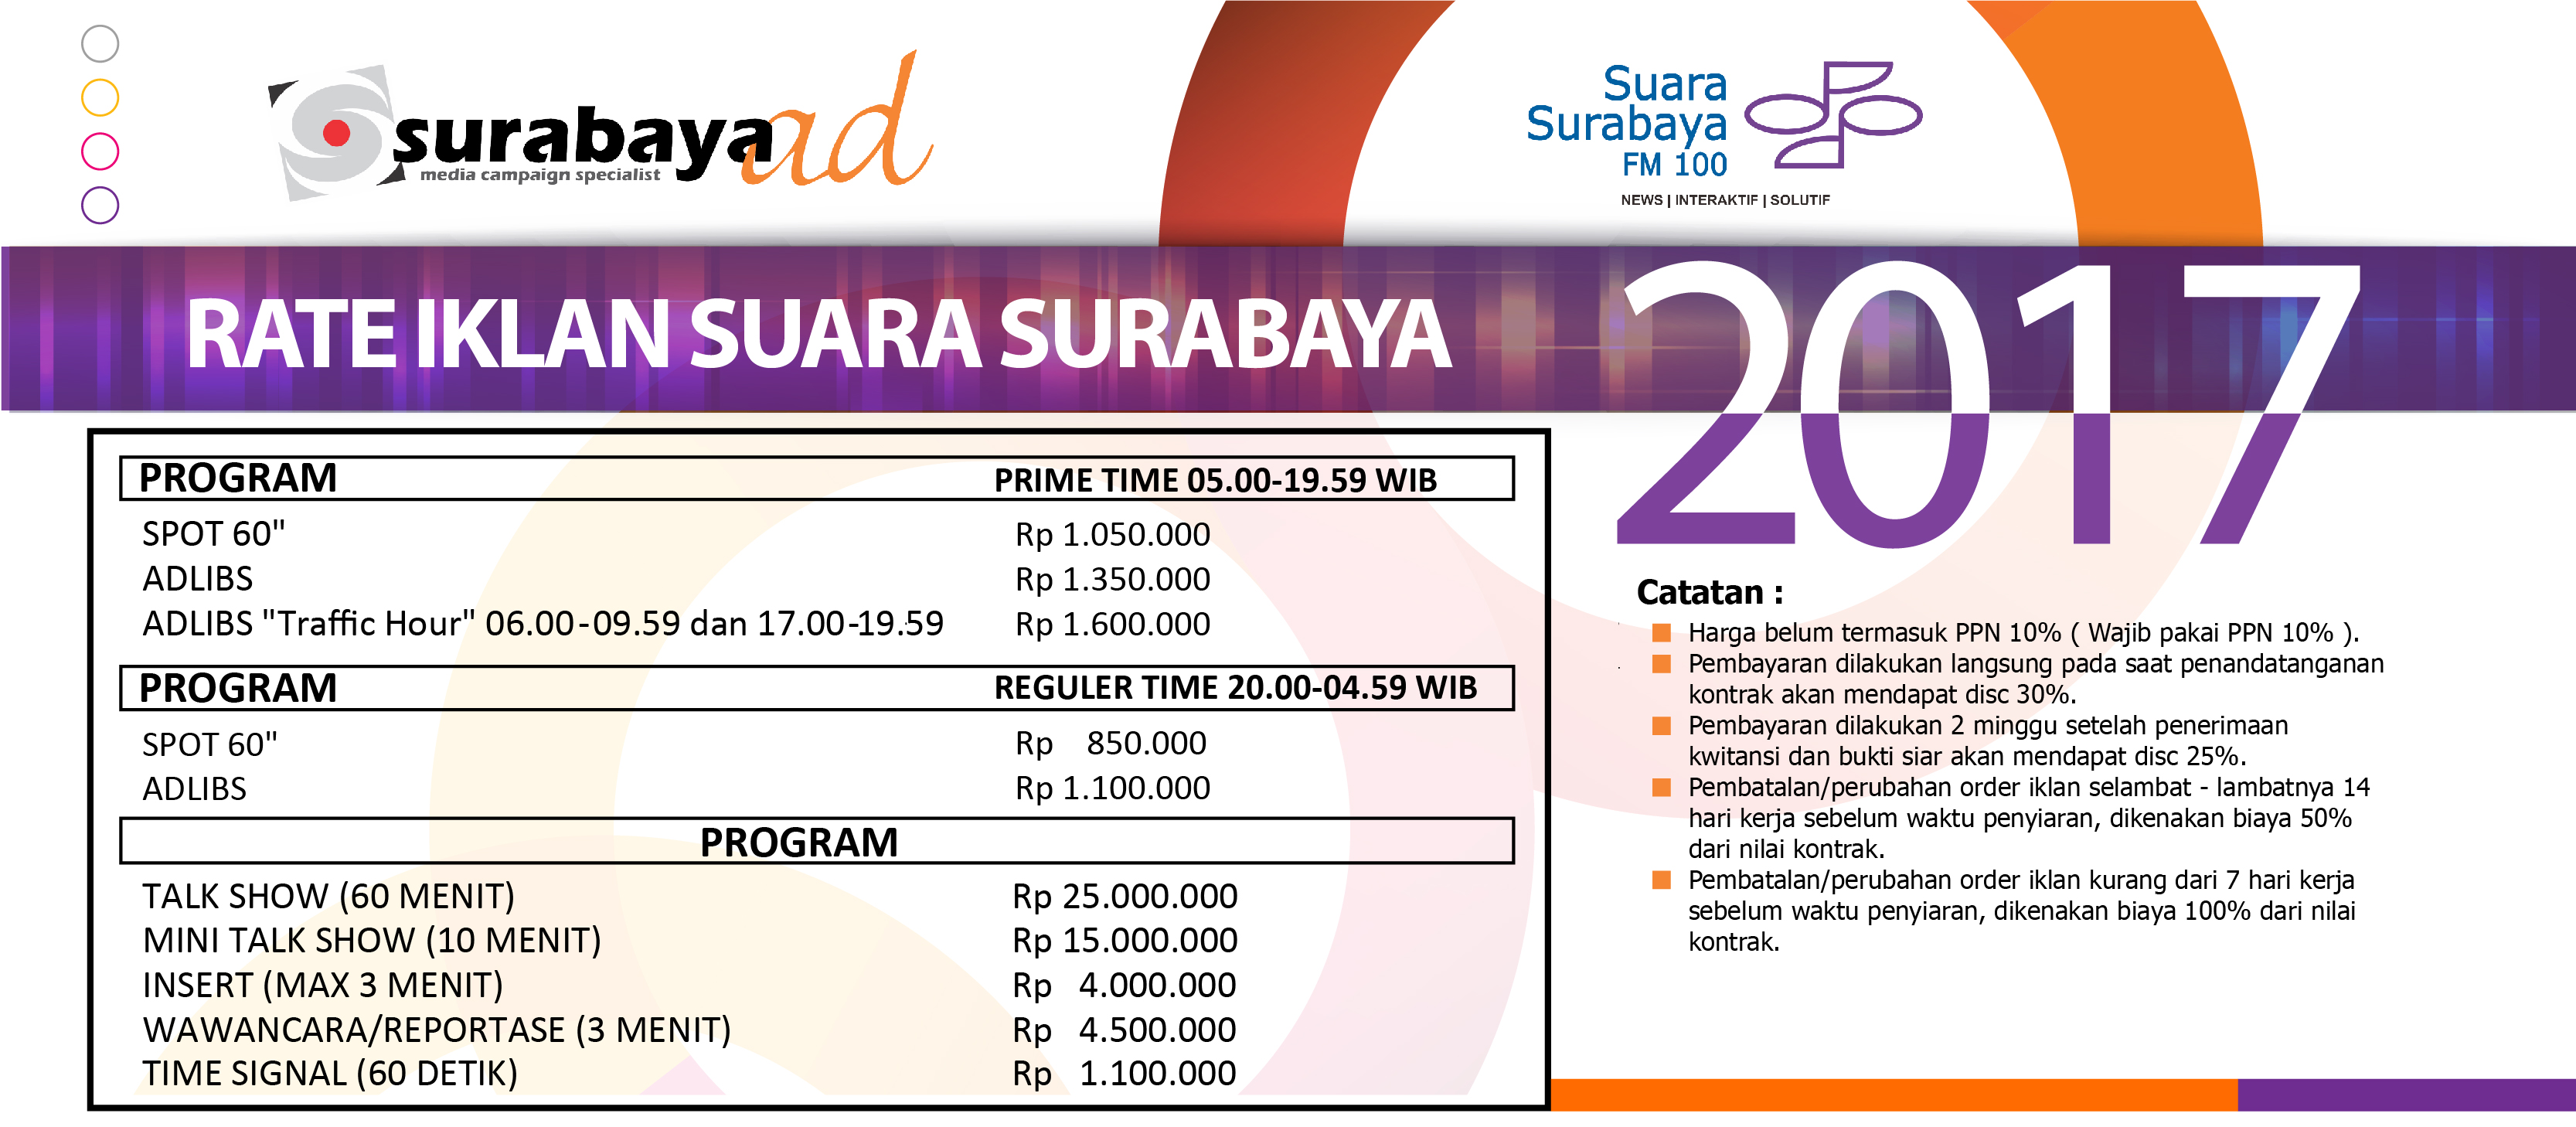 surabayaad
media campaign specialist
Suara
Surabaya
FM 100
NEWS | INTERAKTIF | SOLUTIF
RATE IKLAN SUARA SURABAYA 2017
PROGRAM PRIME TIME 05.00-19.59 WIB
SPOT 60" Rp 1.050.000
ADLIBS Rp 1.350.000
ADLIBS "Traffic Hour" 06.00-09.59 dan 17.00-19.59 Rp 1.600.000
PROGRAM REGULER TIME 20.00-04.59 WIB
SPOT 60" Rp 850.000
ADLIBS Rp 1.100.000
PROGRAM
TALK SHOW (60 MENIT) Rp 25.000.000
MINI TALK SHOW (10 MENIT) Rp 15.000.000
INSERT (MAX 3 MENIT) Rp 4.000.000
WAWANCARA/REPORTASE (3 MENIT) Rp 4.500.000
TIME SIGNAL (60 DETIK) Rp 1.100.000
Catatan :
Harga belum termasuk PPN 10% ( Wajib pakai PPN 10% ).
Pembayaran dilakukan langsung pada saat penandatanganan
kontrak akan mendapat disc 30%.
Pembayaran dilakukan 2 minggu setelah penerimaan
kwitansi dan bukti siar akan mendapat disc 25%.
Pembatalan/perubahan order iklan selambat - lambatnya 14
hari kerja sebelum waktu penyiaran, dikenakan biaya 50%
dari nilai kontrak.
Pembatalan/perubahan order iklan kurang dari 7 hari kerja
sebelum waktu penyiaran, dikenakan biaya 100% dari nilai
kontrak.